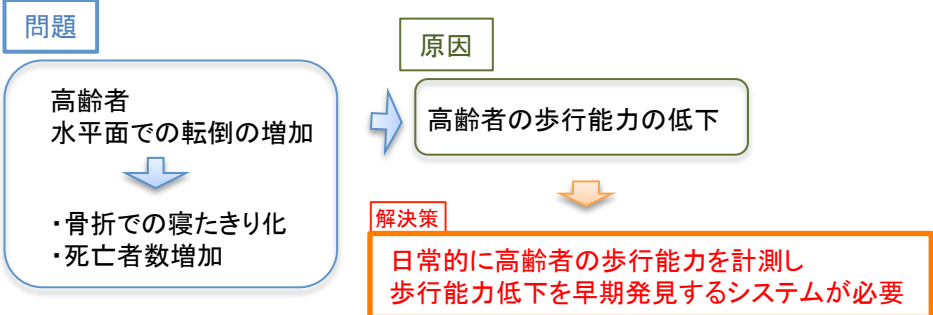 問題
高齢者
水平面での転倒の増加
・骨折での寝たきり化
・死亡者数増加
原因
高齢者の歩行能力の低下
解決策
日常的に高齢者の歩行能力を計測し
歩行能力低下を早期発見するシステムが必要